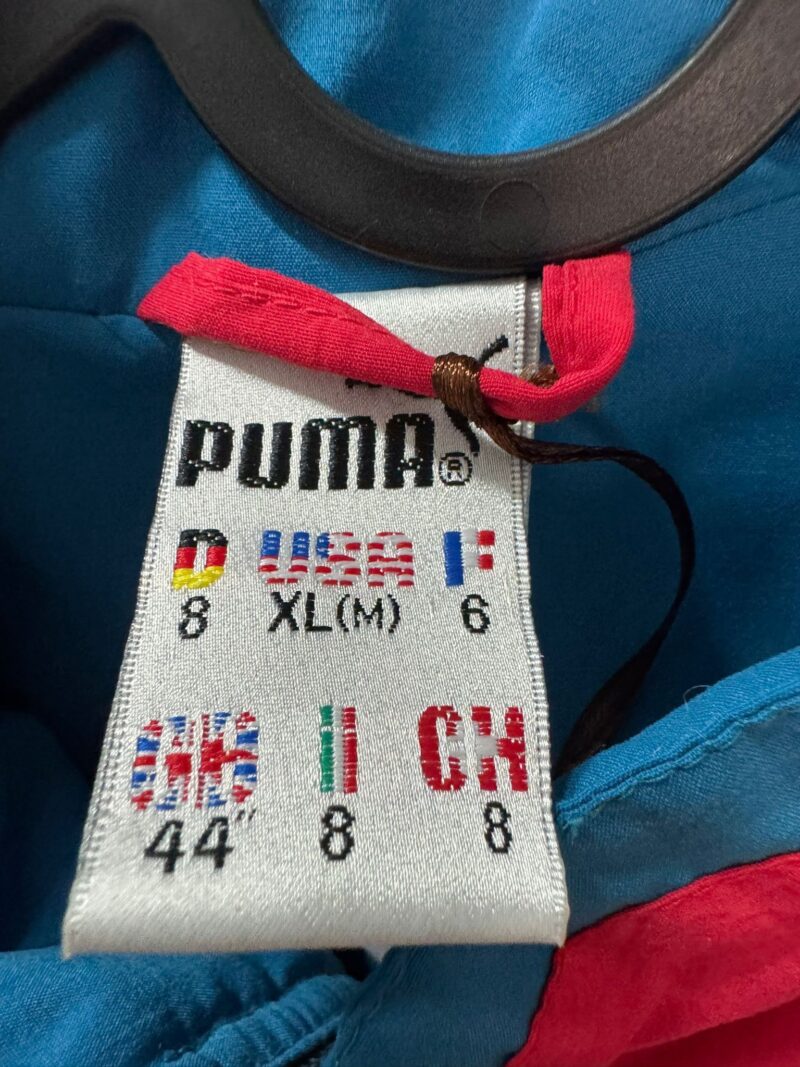 PUMA®
D USA F
8 XL(M) 6
GB I CH
44" 8 8